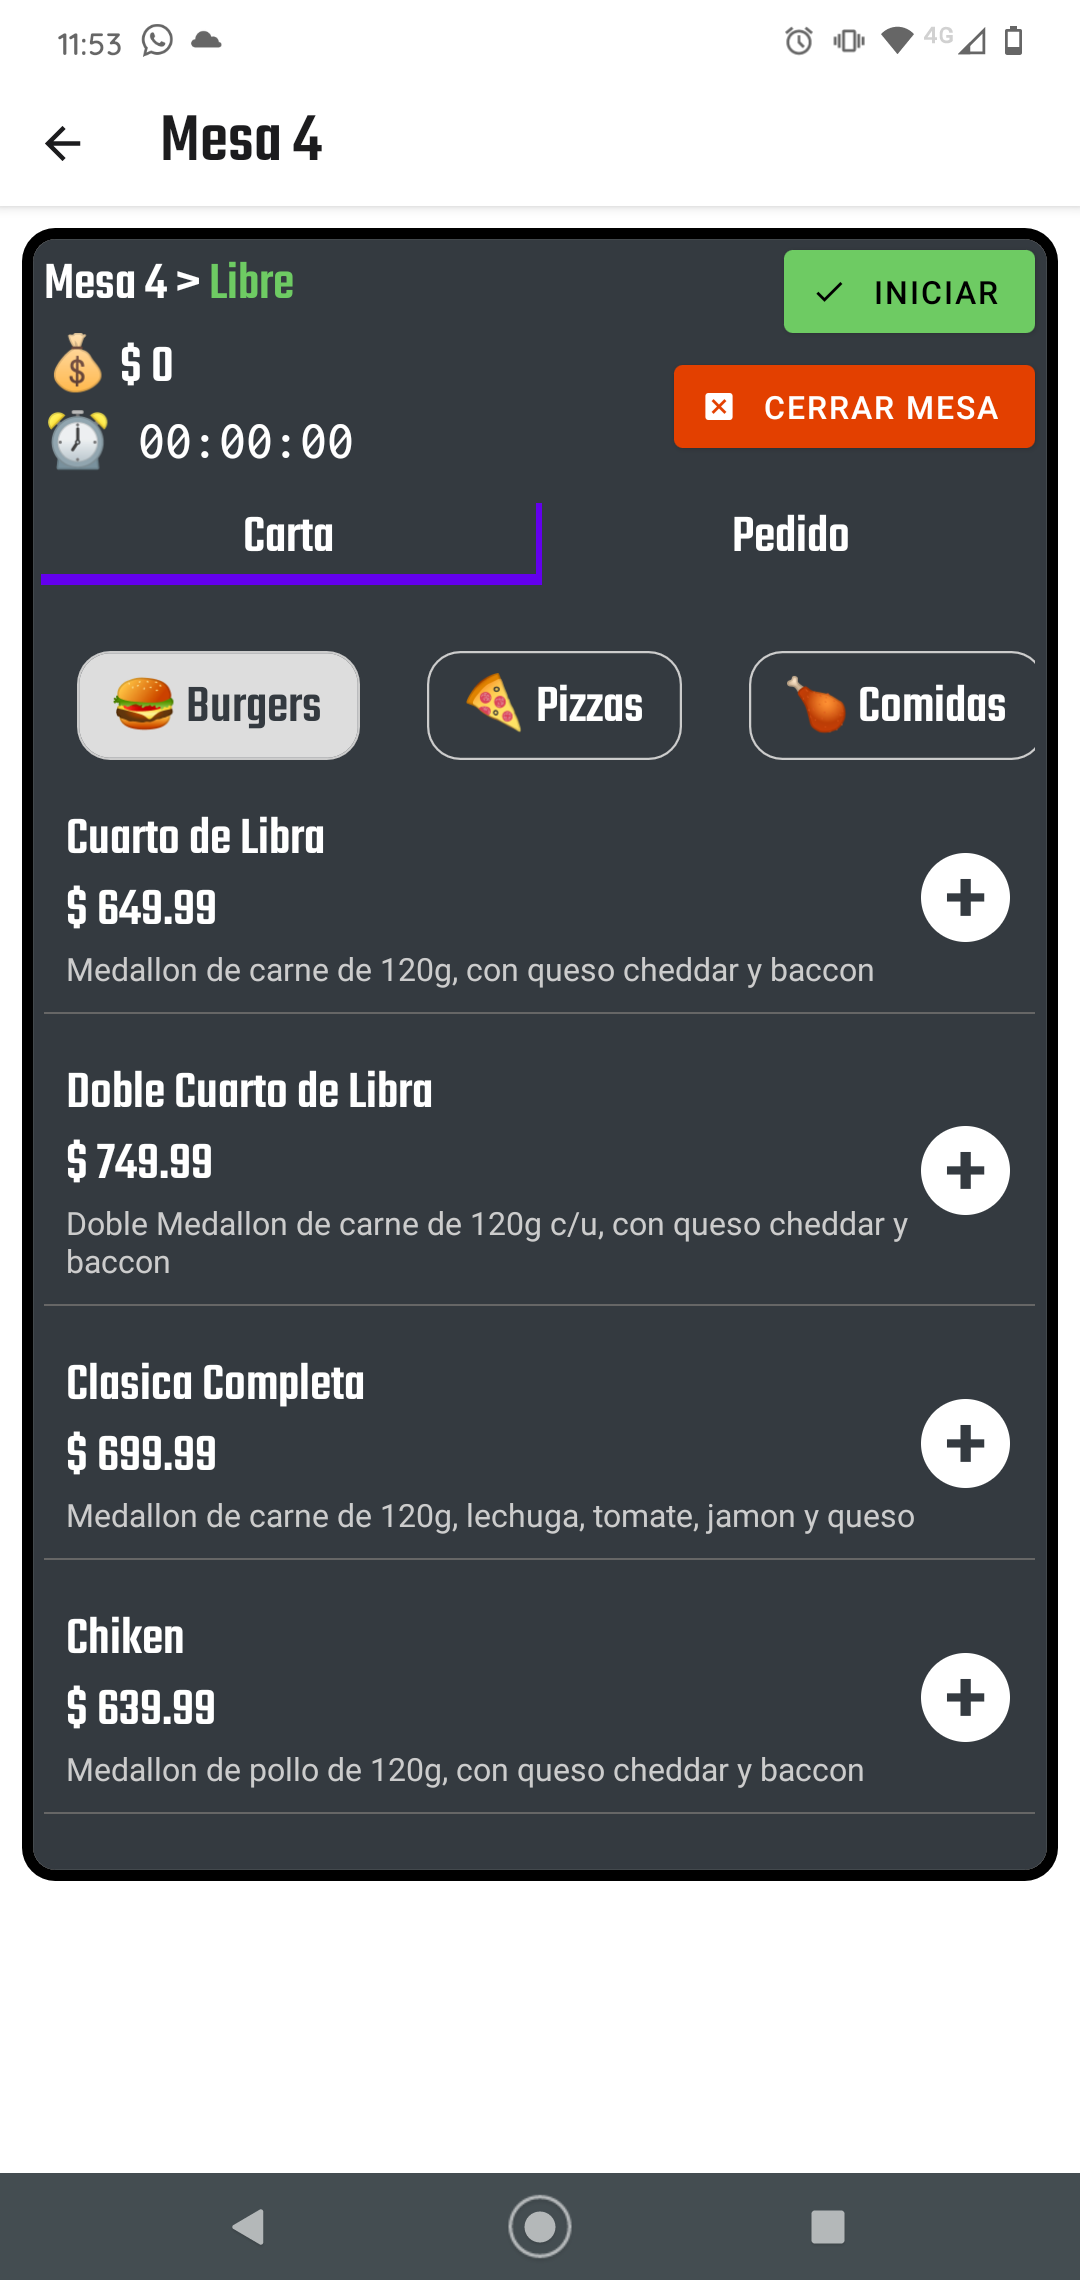 11:53
4G
Mesa 4
Mesa 4 > Libre
INICIAR
$ 0
CERRAR MESA
00:00:00
Carta
Pedido
Burgers
Pizzas
Comidas
Cuarto de Libra
$ 649.99
Medallon de carne de 120g, con queso cheddar y baccon
Doble Cuarto de Libra
$ 749.99
Doble Medallon de carne de 120g c/u, con queso cheddar y
baccon
Clasica Completa
$ 699.99
Medallon de carne de 120g, lechuga, tomate, jamon y queso
Chiken
$ 639.99
Medallon de pollo de 120g, con queso cheddar y baccon